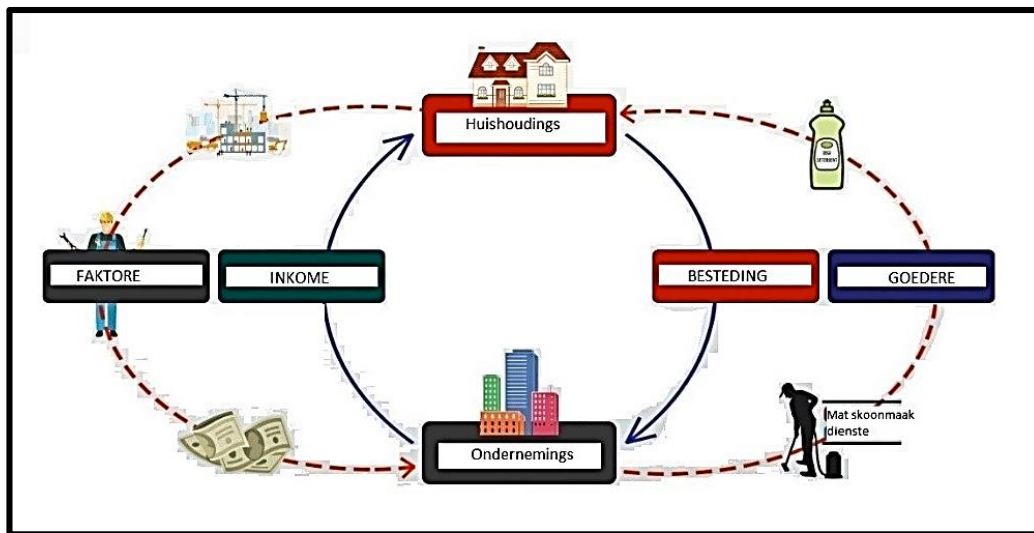 Huishoudings
FAKTORE
INKOME
BESTEDING
GOEDERE
Mat skoonmaak
dienste
Ondernemings